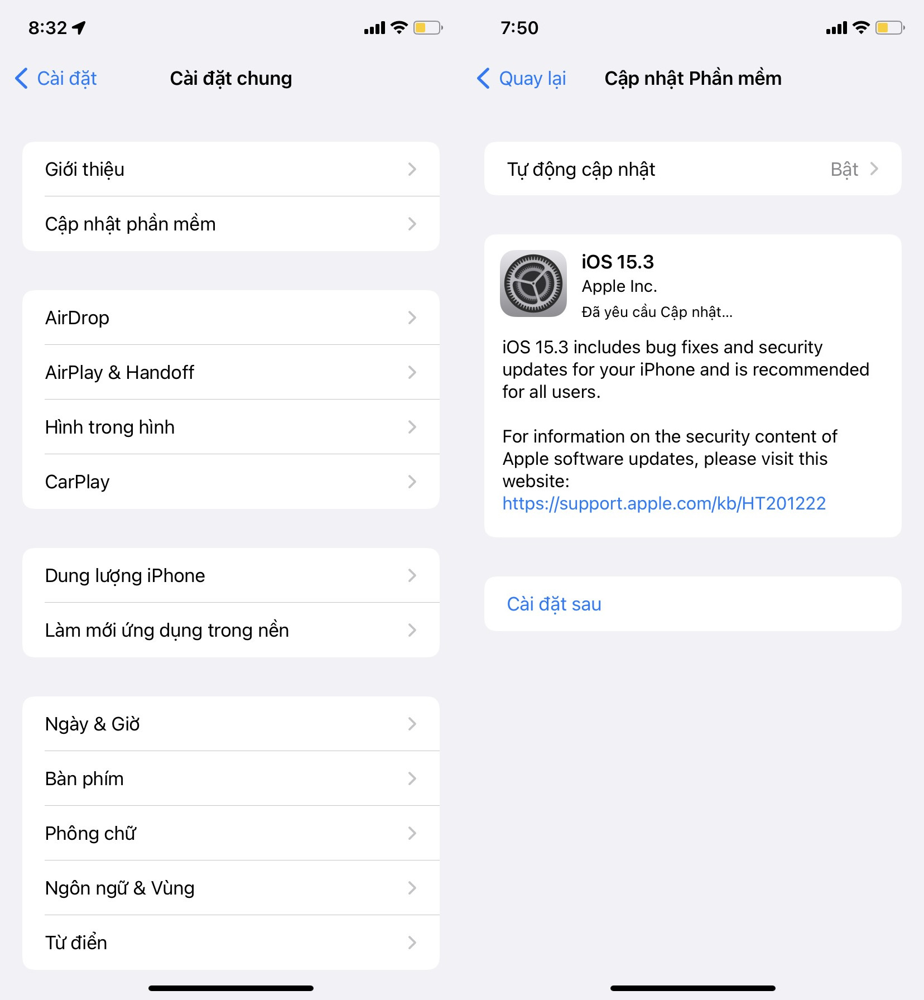 8:32
Cài đặt
Cài đặt chung
Giới thiệu
Cập nhật phần mềm
AirDrop
AirPlay & Handoff
Hình trong hình
CarPlay
Dung lượng iPhone
Làm mới ứng dụng trong nền
Ngày & Giờ
Bàn phím
Phông chữ
Ngôn ngữ & Vùng
Từ điển
7:50
Quay lại
Cập nhật Phần mềm
Tự động cập nhật
Bật
iOS 15.3
Apple Inc.
Đã yêu cầu Cập nhật...
iOS 15.3 includes bug fixes and security
updates for your iPhone and is recommended
for all users.
For information on the security content of
Apple software updates, please visit this
website:
https://support.apple.com/kb/HT201222
Cài đặt sau